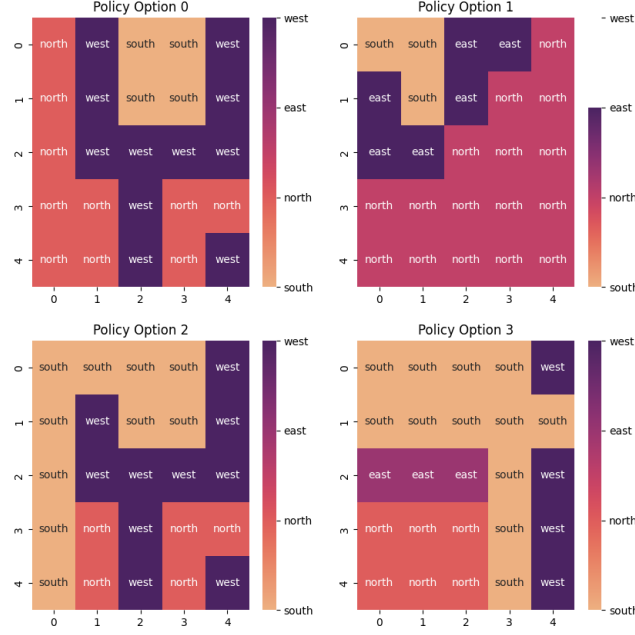 Policy Option 0
north west south south west
north west south south west
north west west west west
north north west north north
north north west north west
0 1 2 3 4
0 1 2 3 4
west
east
north
south
Policy Option 1
south south east east north
east south east north north
east east north north north
north north north north north
north north north north north
0 1 2 3 4
0 1 2 3 4
west
east
north
south
Policy Option 2
south south south south west
south west south south west
south west west west west
south north west north north
south north west north west
0 1 2 3 4
0 1 2 3 4
west
east
north
south
Policy Option 3
south south south south west
south south south south south
east east east south west
north north north south west
north north north south west
0 1 2 3 4
0 1 2 3 4
west
east
north
south